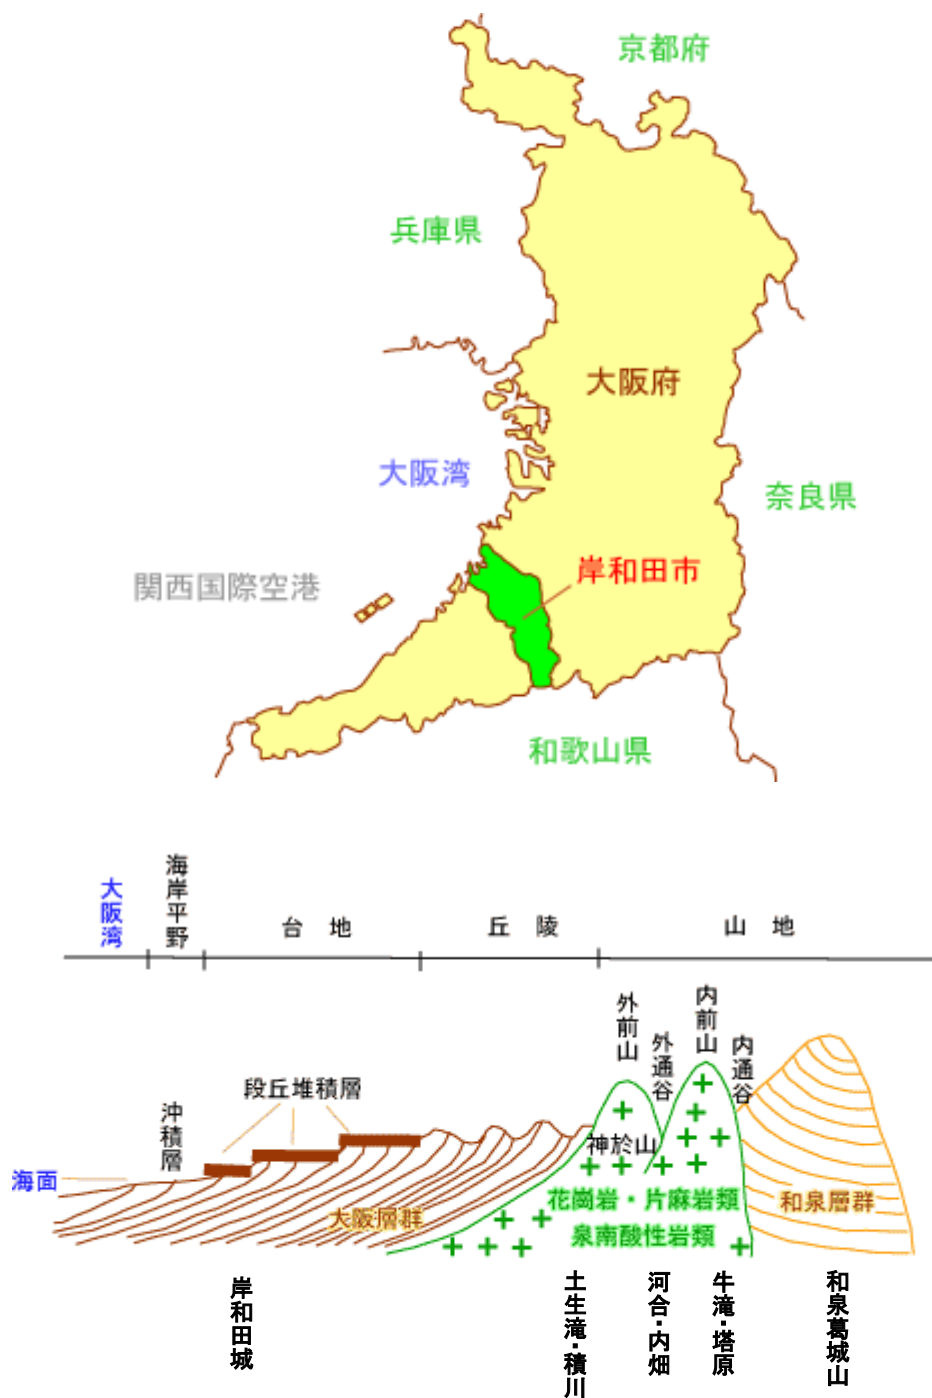 京都府
兵庫県
大阪府
大阪湾
奈良県
岸和田市
関西国際空港
和歌山県
大阪湾
海岸平野
台地
丘陵
山地
外前山
外通谷
内前山
内通谷
段丘堆積層
沖積層
神於山
海面
大阪層群
花崗岩・片麻岩類
泉南酸性岩類
和泉層群
岸和田城
土生滝・積川
河合・内畑
牛滝・塔原
和泉葛城山